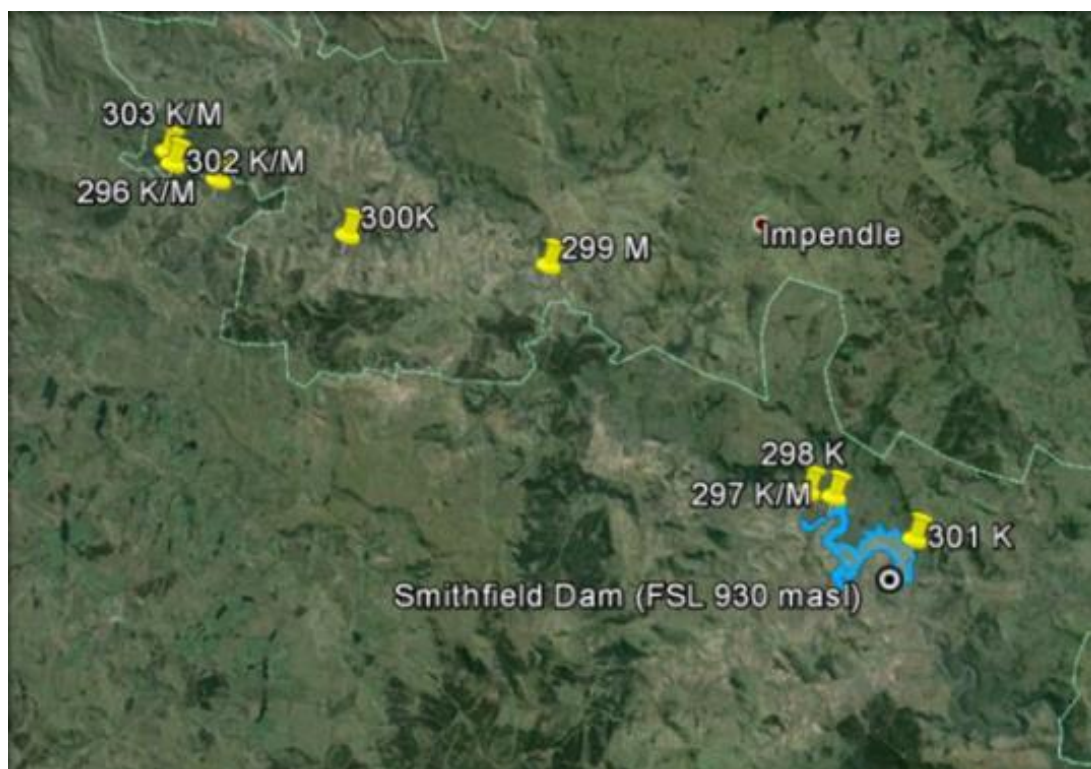 303 K/M
302 K/M
296 K/M
300K
299 M
Impendle
298 K
297 K/M
301 K
Smithfield Dam (FSL 930 masl)